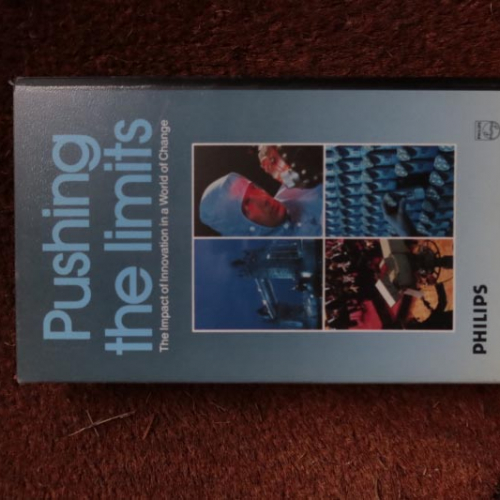 Pushing
the limits
The Impact of Innovation in a World of Change
PHILIPS